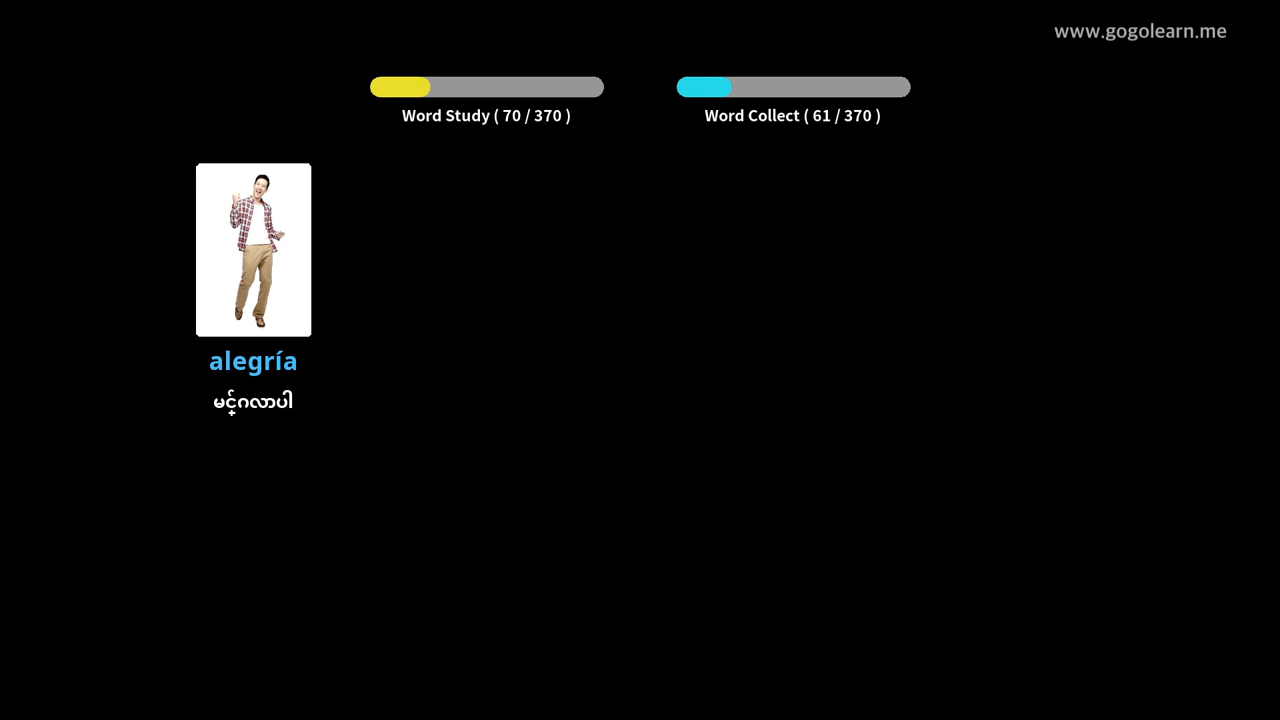 www.gogolearn.me
Word Study ( 70 / 370 )
Word Collect ( 61 / 370 )
alegría
မင်္ဂလာပါ